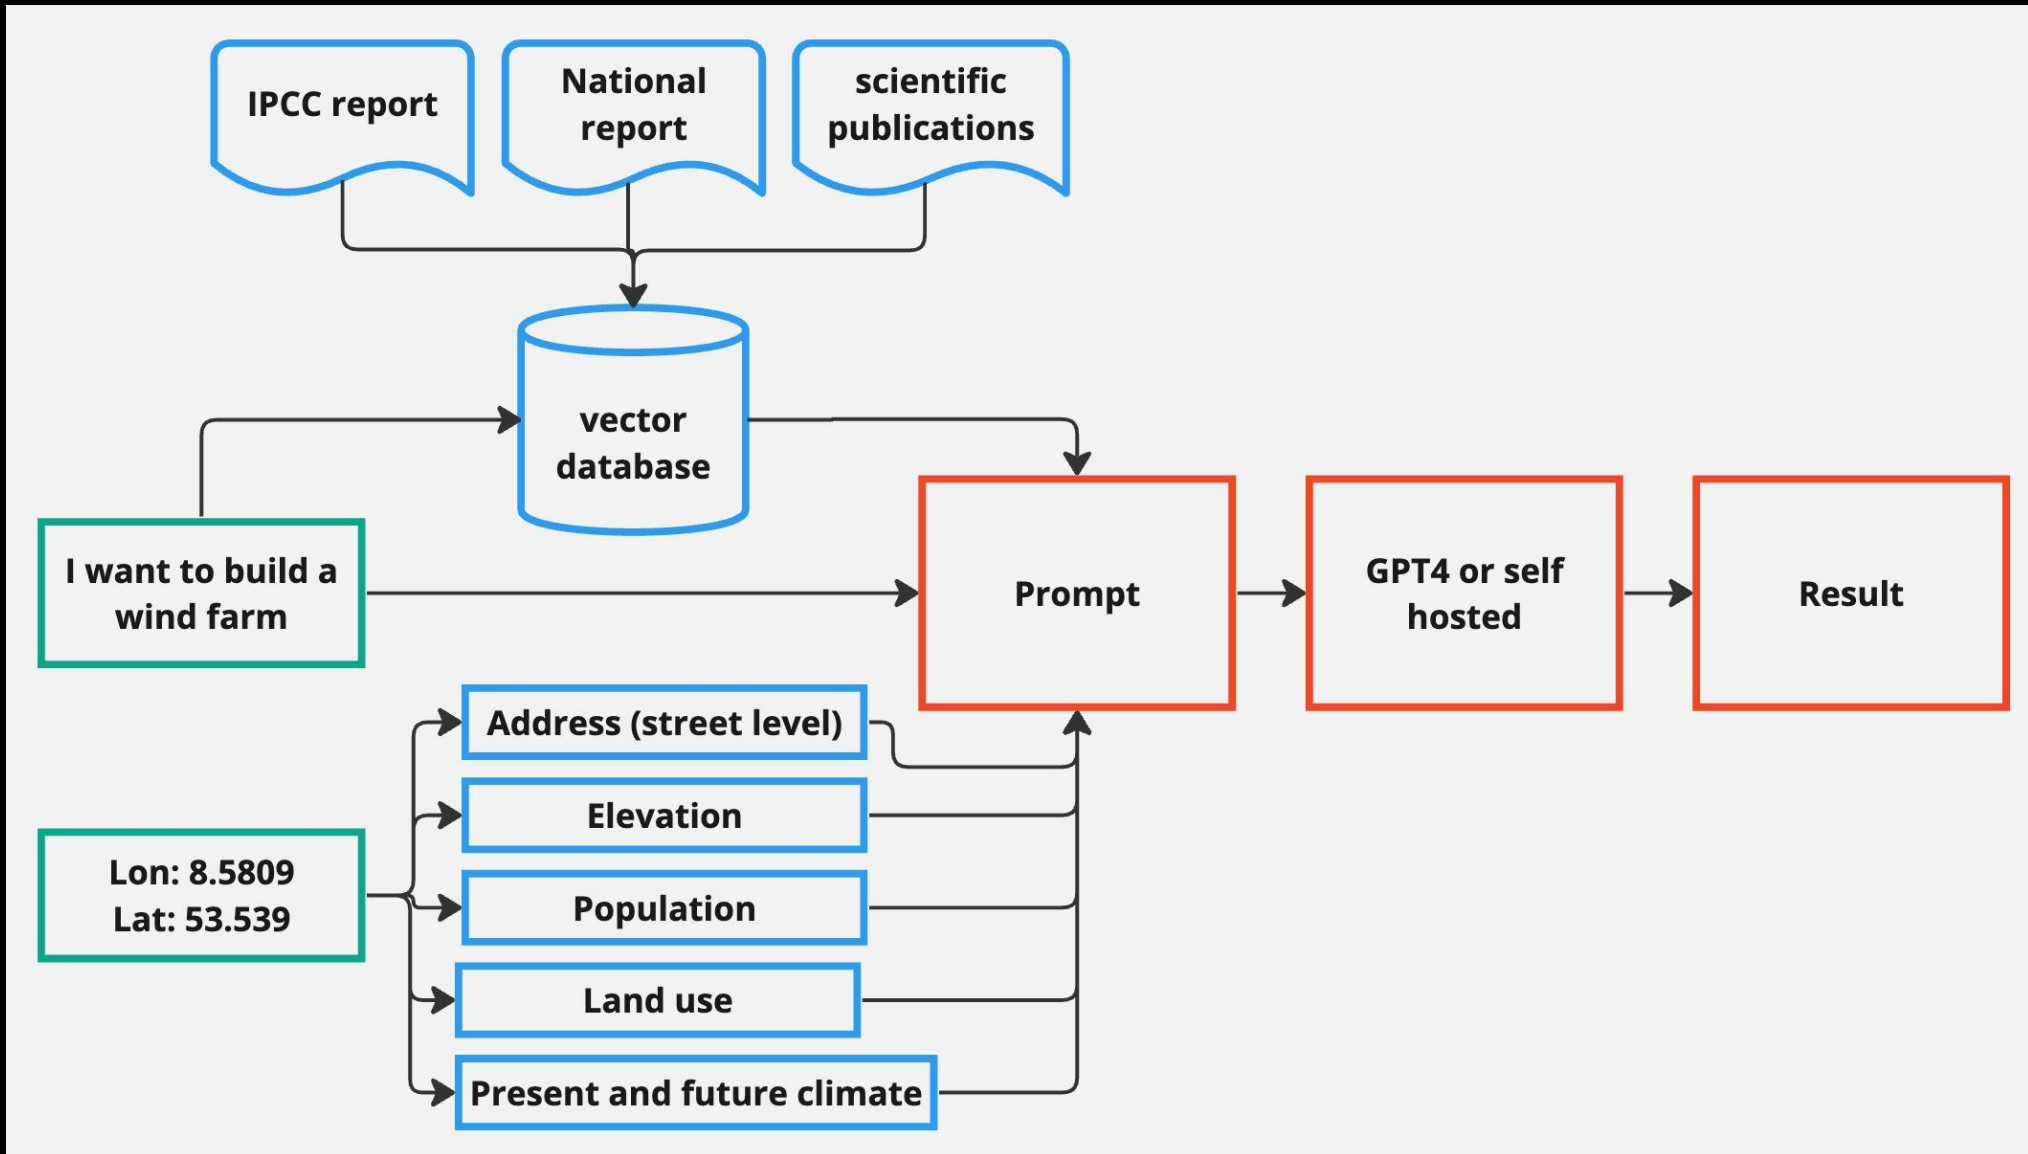 IPCC report
National
report
scientific
publications
vector
database
I want to build a
wind farm
Prompt
GPT4 or self
hosted
Result
Address (street level)
Elevation
Population
Land use
Present and future climate
Lon: 8.5809
Lat: 53.539